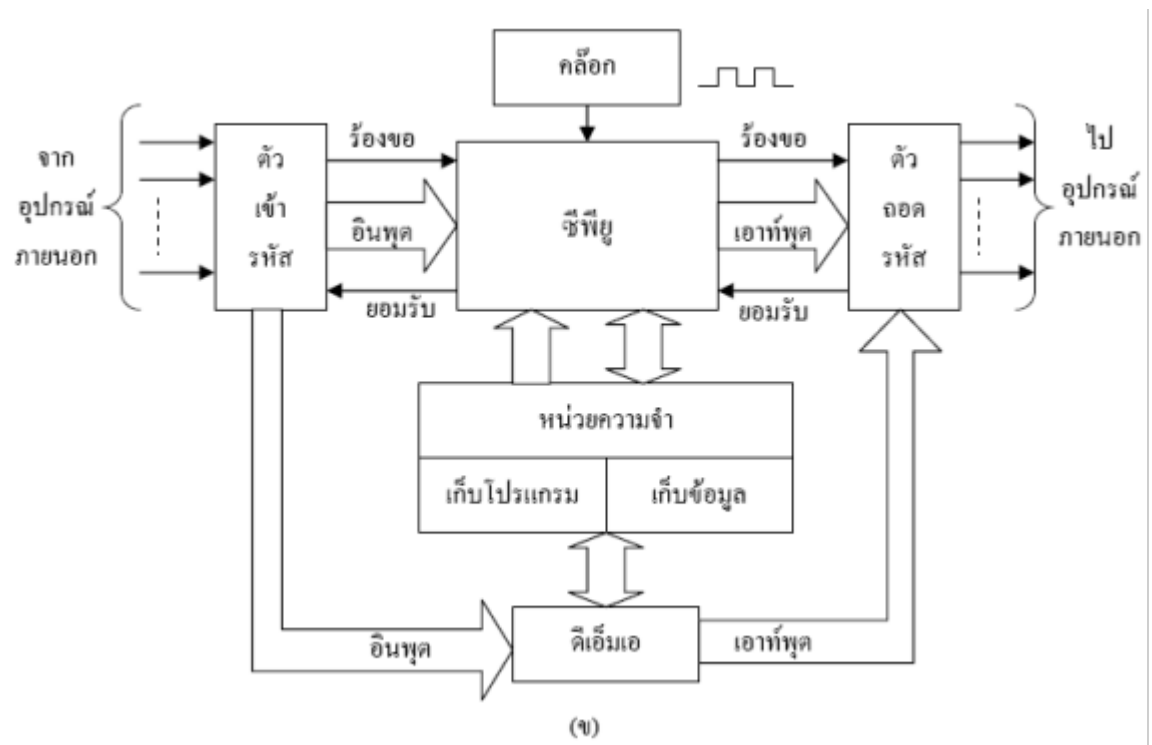 คล๊อก
จาก
อุปกรณ์
ภายนอก
ตัว
เข้า
รหัส
ร้องขอ
อินพุต
ยอมรับ
ซีพียู
ร้องขอ
เอาท์พุต
ยอมรับ
ตัว
ถอด
รหัส
ไป
อุปกรณ์
ภายนอก
หน่วยความจำ
เก็บโปรแกรม
เก็บข้อมูล
อินพุต
ดีเอ็มเอ
เอาท์พุต
(ข)